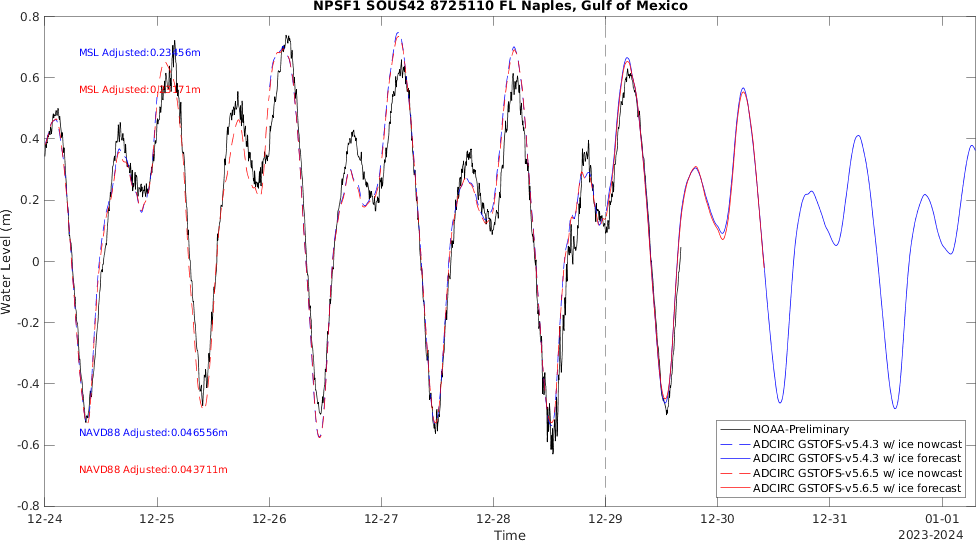 NPSF1 SOUS42 8725110 FL Naples, Gulf of Mexico
0.8
0.6
0.4
0.2
0
-0.2
-0.4
-0.6
-0.8
Water Level (m)
MSL Adjusted:
MSL Adjusted:
NAVD88 Adjusted:0.046556m
NAVD88 Adjusted:0.043711m
NOAA-Preliminary
ADCIRC GSTOFS-v5.4.3 w/ ice nowcast
ADCIRC GSTOFS-v5.4.3 w/ ice forecast
ADCIRC GSTOFS-v5.6.5 w/ ice nowcast
ADCIRC GSTOFS-v5.6.5 w/ ice forecast
12-24 12-25 12-26 12-27 12-28 12-29 12-30 12-31 01-01
Time
2023-2024